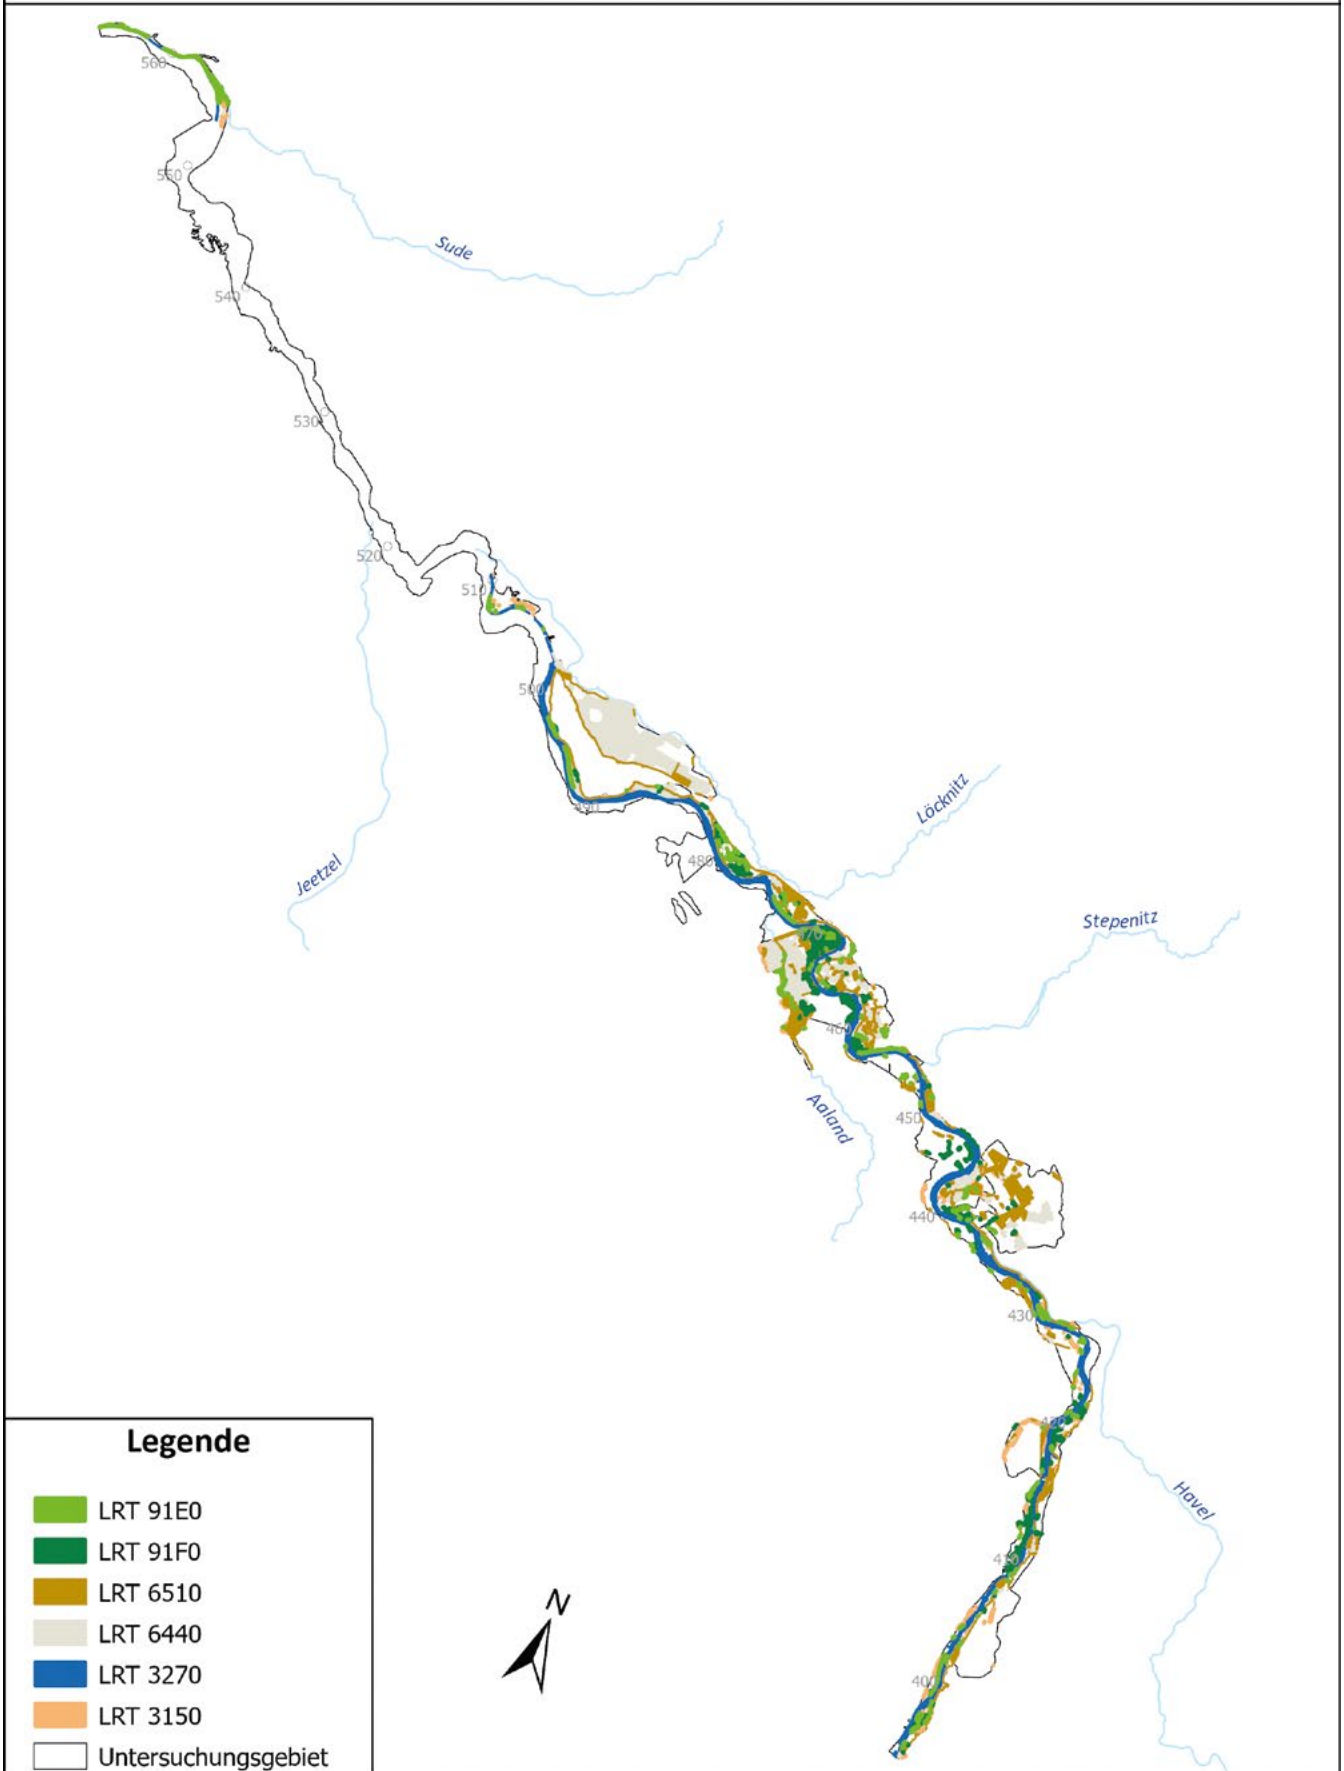 560
550
Sude
540
530
520
510
500
490
Löcknitz
480
Jeetzel
Stepenitz
470
460
Aaland
450
440
430
420
Havel
410
400
N
Legende
LRT 91E0
LRT 91F0
LRT 6510
LRT 6440
LRT 3270
LRT 3150
Untersuchungsgebiet